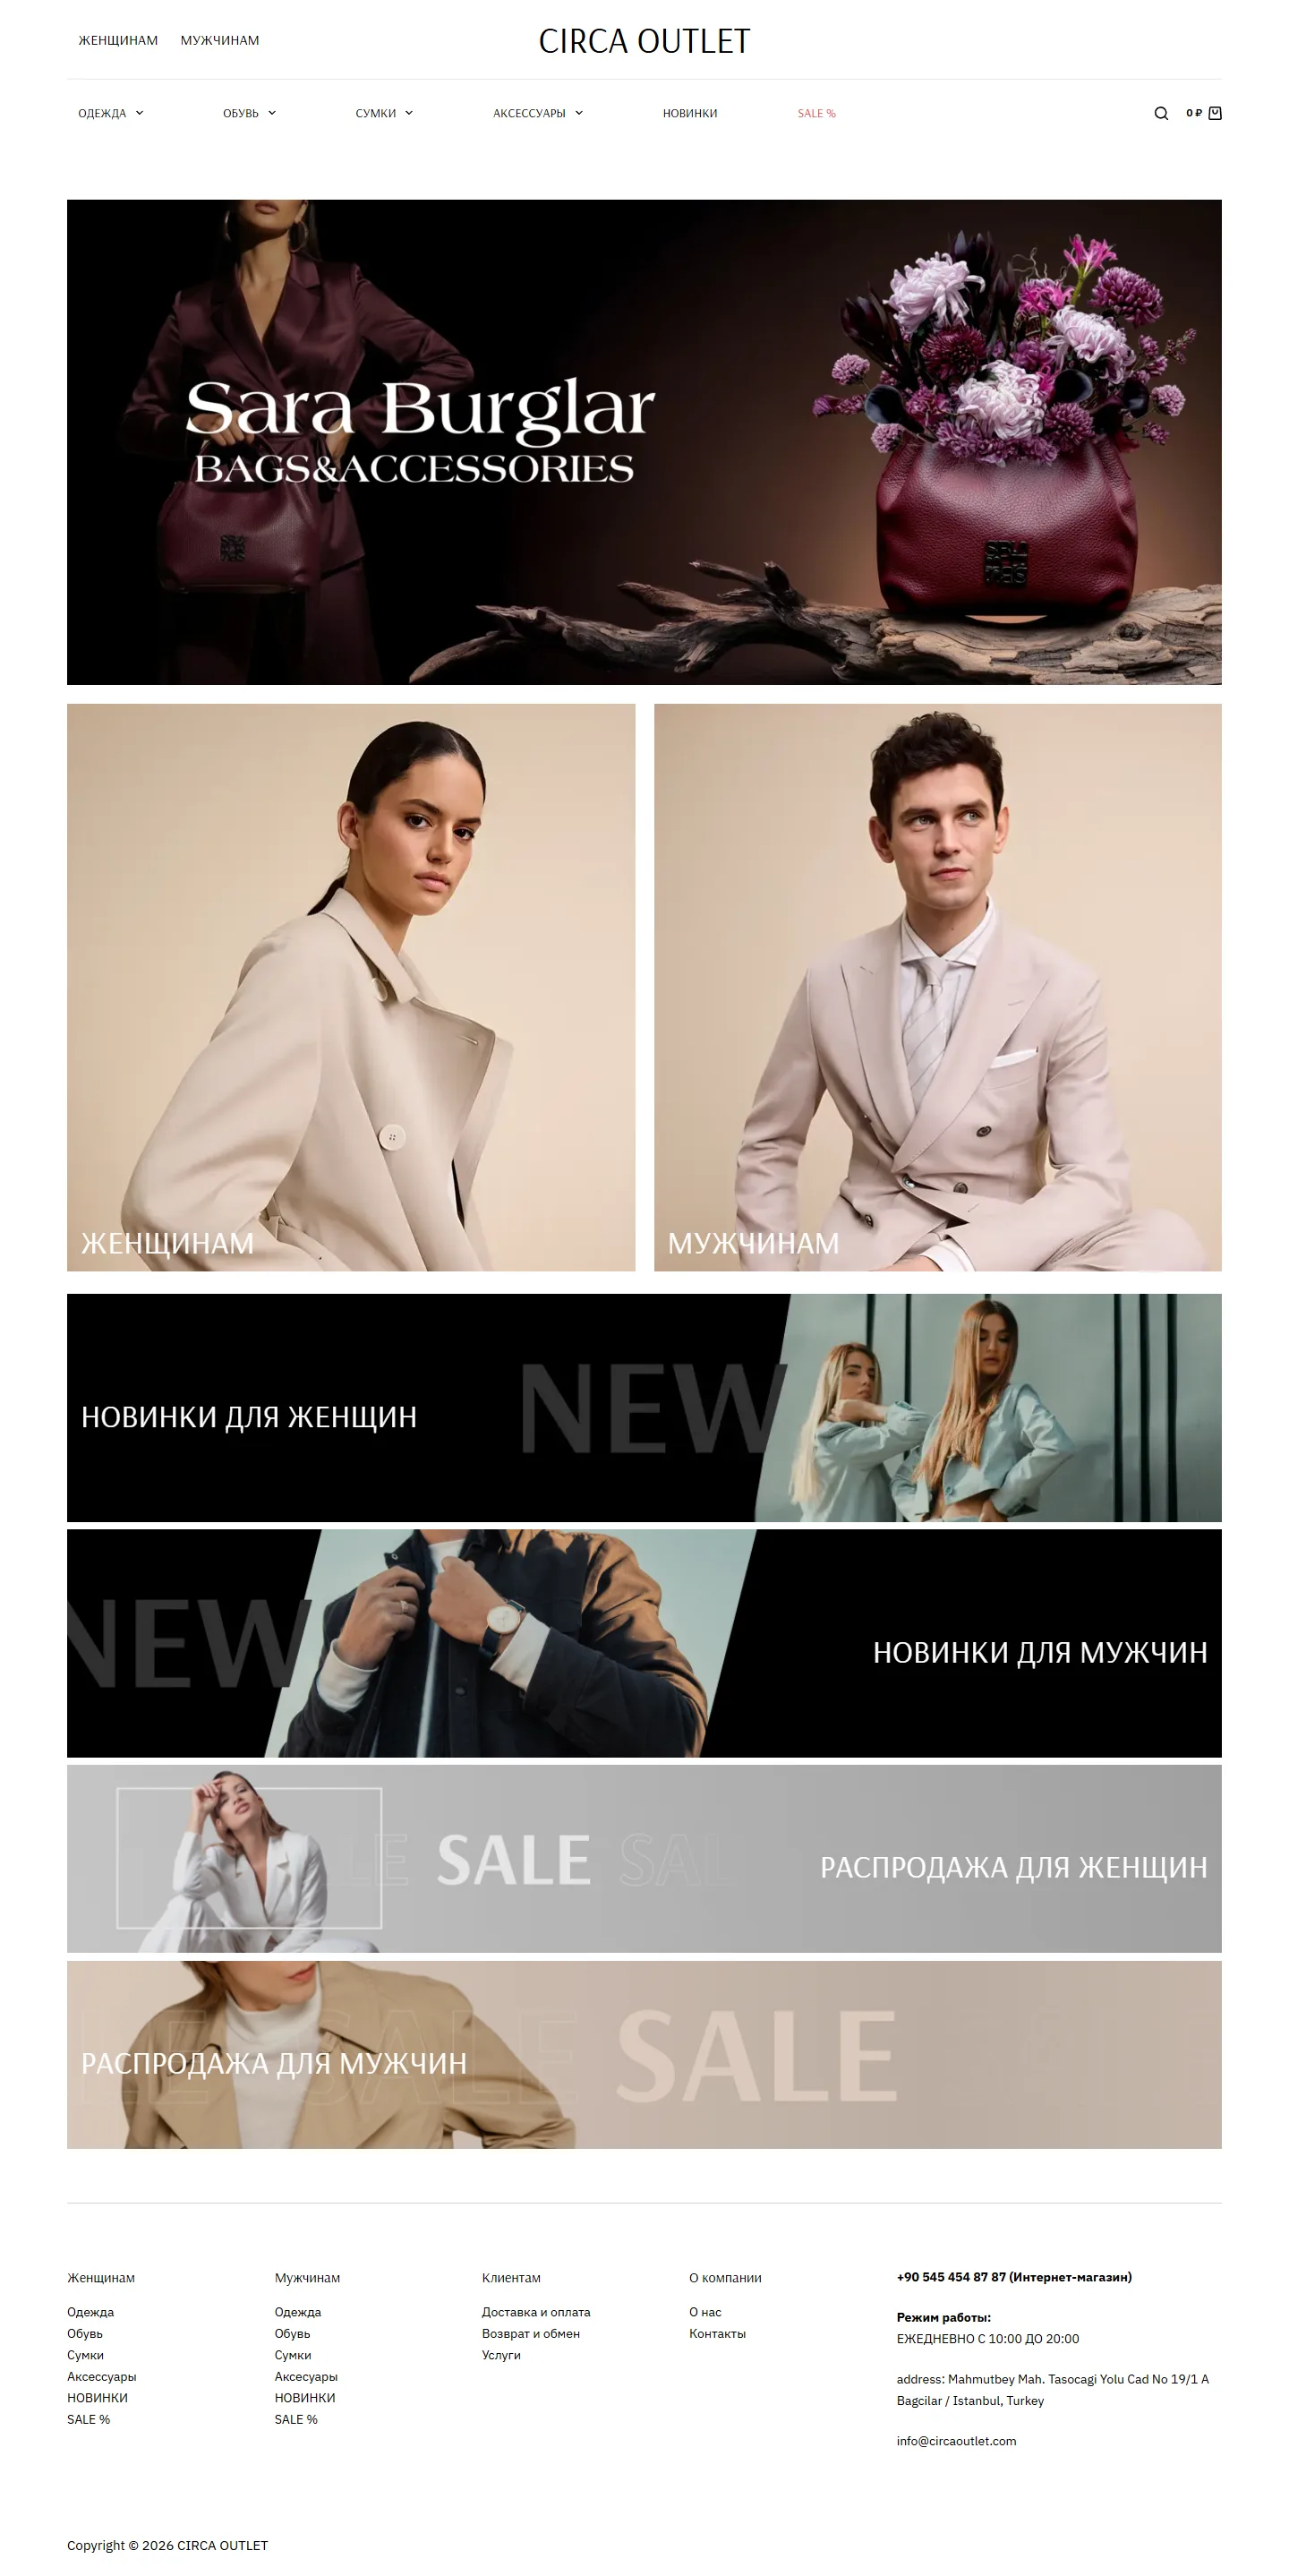 ЖЕНЩИНАМ МУЖЧИНАМ
CIRCA OUTLET
ОДЕЖДА ОБУВЬ СУМКИ АКСЕССУАРЫ НОВИНКИ SALE %
0 ₽
Sara Burglar
BAGS&ACCESSORIES
ЖЕНЩИНАМ
МУЖЧИНАМ
НОВИНКИ ДЛЯ ЖЕНЩИН
NEW
NEW
НОВИНКИ ДЛЯ МУЖЧИН
SALE
РАСПРОДАЖА ДЛЯ ЖЕНЩИН
РАСПРОДАЖА ДЛЯ МУЖЧИН
SALE
SALE
Женщинам
Одежда
Обувь
Сумки
Аксессуары
НОВИНКИ
SALE %
Мужчинам
Одежда
Обувь
Сумки
Аксесуары
НОВИНКИ
SALE %
Клиентам
Доставка и оплата
Возврат и обмен
Услуги
О компании
О нас
Контакты
+90 545 454 87 87 (Интернет-магазин)
Режим работы:
ЕЖЕДНЕВНО С 10:00 ДО 20:00
address: Mahmutbey Mah. Tasocagi Yolu Cad No 19/1 A
Bagcilar / Istanbul, Turkey
info@circaoutlet.com
Copyright © 2026 CIRCA OUTLET